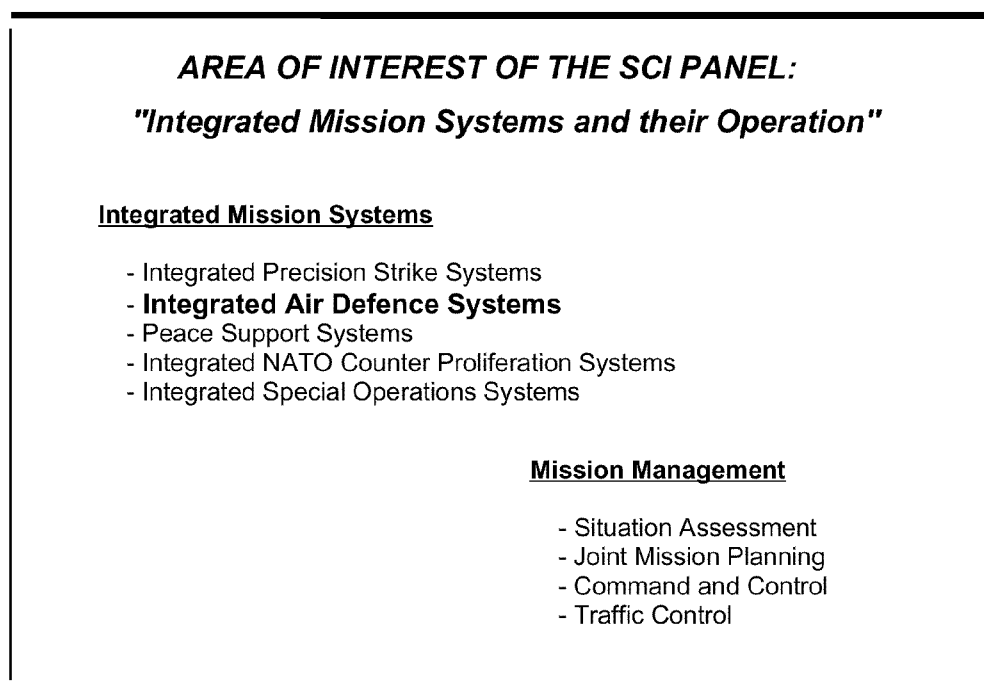 AREA OF INTEREST OF THE SCI PANEL:
"Integrated Mission Systems and their Operation"
Integrated Mission Systems
- Integrated Precision Strike Systems
- Integrated Air Defence Systems
- Peace Support Systems
- Integrated NATO Counter Proliferation Systems
- Integrated Special Operations Systems
Mission Management
- Situation Assessment
- Joint Mission Planning
- Command and Control
- Traffic Control